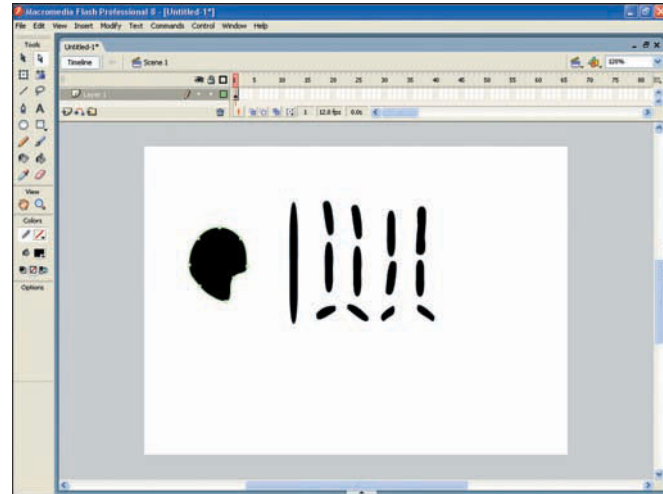 Macromedia Flash Professional 8 - [Untitled-1*]
File Edit View Insert Modify Text Commands Control Window Help
Tools
Untitled-1*
Timeline Scene 1 120%
5 10 15 20 25 30 35 40 45 50 55 60 65 70 75 80
Layer 1
1 12.0 fps 0.0s
View
Colors
Options